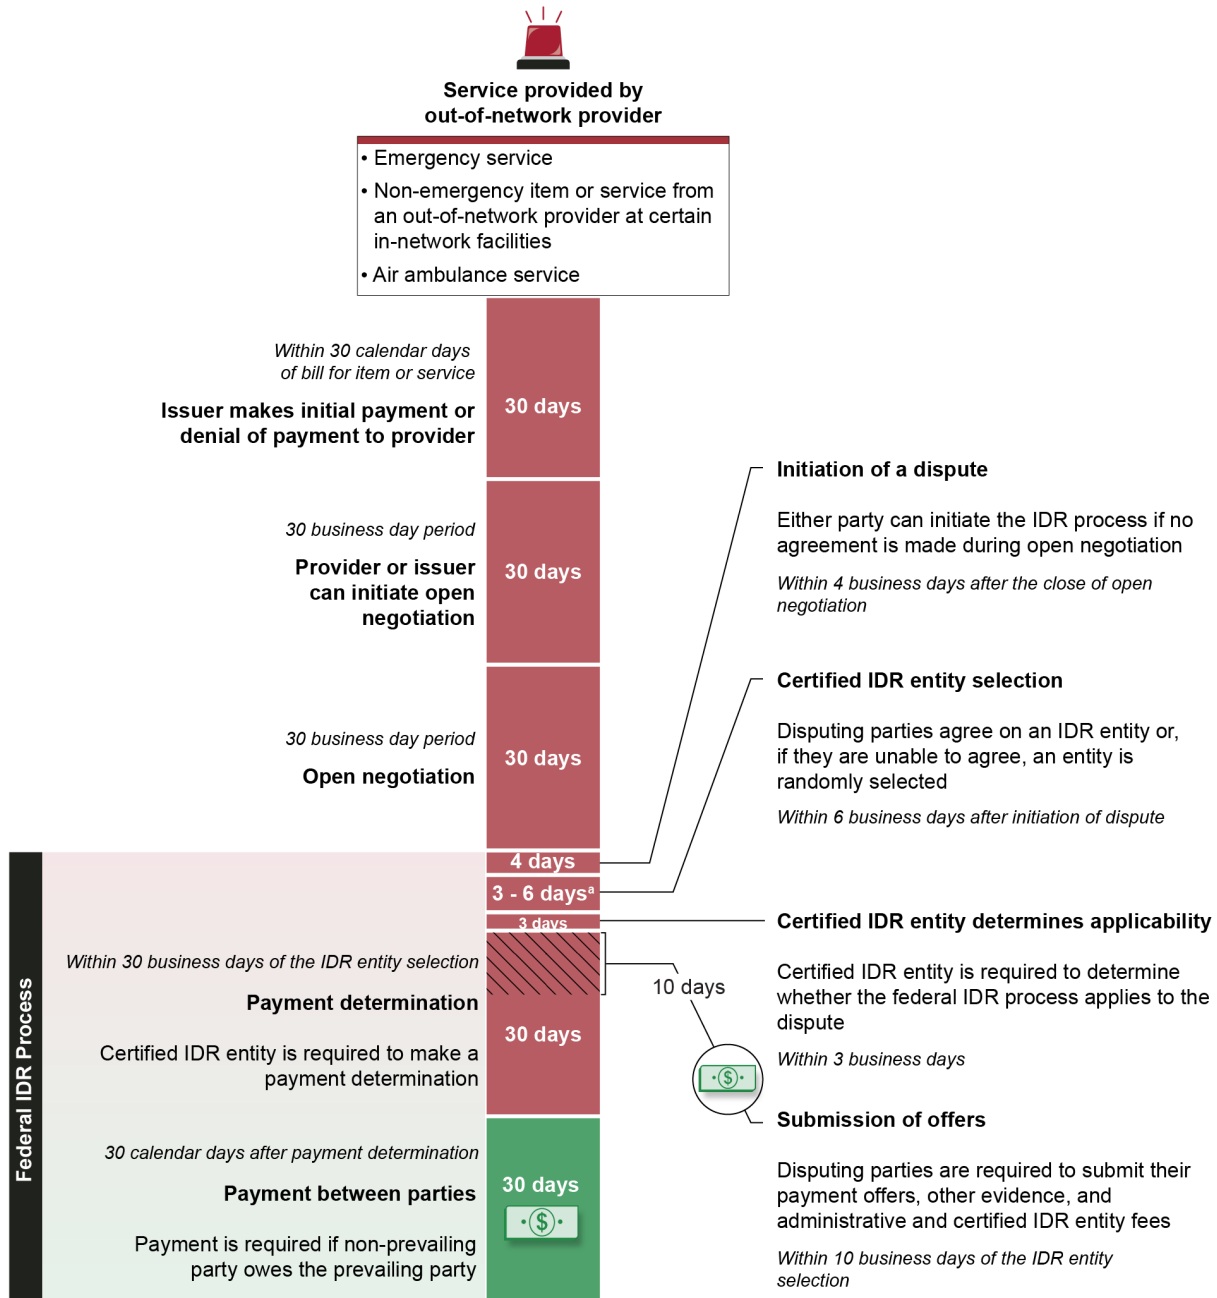 Service provided by
out-of-network provider
• Emergency service
• Non-emergency item or service from
an out-of-network provider at certain
in-network facilities
• Air ambulance service
Within 30 calendar days
of bill for item or service
Issuer makes initial payment or
denial of payment to provider
30 days
30 business day period
Provider or issuer
can initiate open
negotiation
30 days
30 business day period
Open negotiation
30 days
Initiation of a dispute
Either party can initiate the IDR process if no
agreement is made during open negotiation
Within 4 business days after the close of open
negotiation
4 days
Certified IDR entity selection
Disputing parties agree on an IDR entity or,
if they are unable to agree, an entity is
randomly selected
Within 6 business days after initiation of dispute
3 - 6 daysᵃ
3 days
Certified IDR entity determines applicability
Certified IDR entity is required to determine
whether the federal IDR process applies to the
dispute
Within 3 business days
Federal IDR Process
Within 30 business days of the IDR entity selection
Payment determination
Certified IDR entity is required to make a
payment determination
30 days
10 days
$
Submission of offers
Disputing parties are required to submit their
payment offers, other evidence, and
administrative and certified IDR entity fees
Within 10 business days of the IDR entity
selection
30 calendar days after payment determination
Payment between parties
Payment is required if non-prevailing
party owes the prevailing party
30 days
$